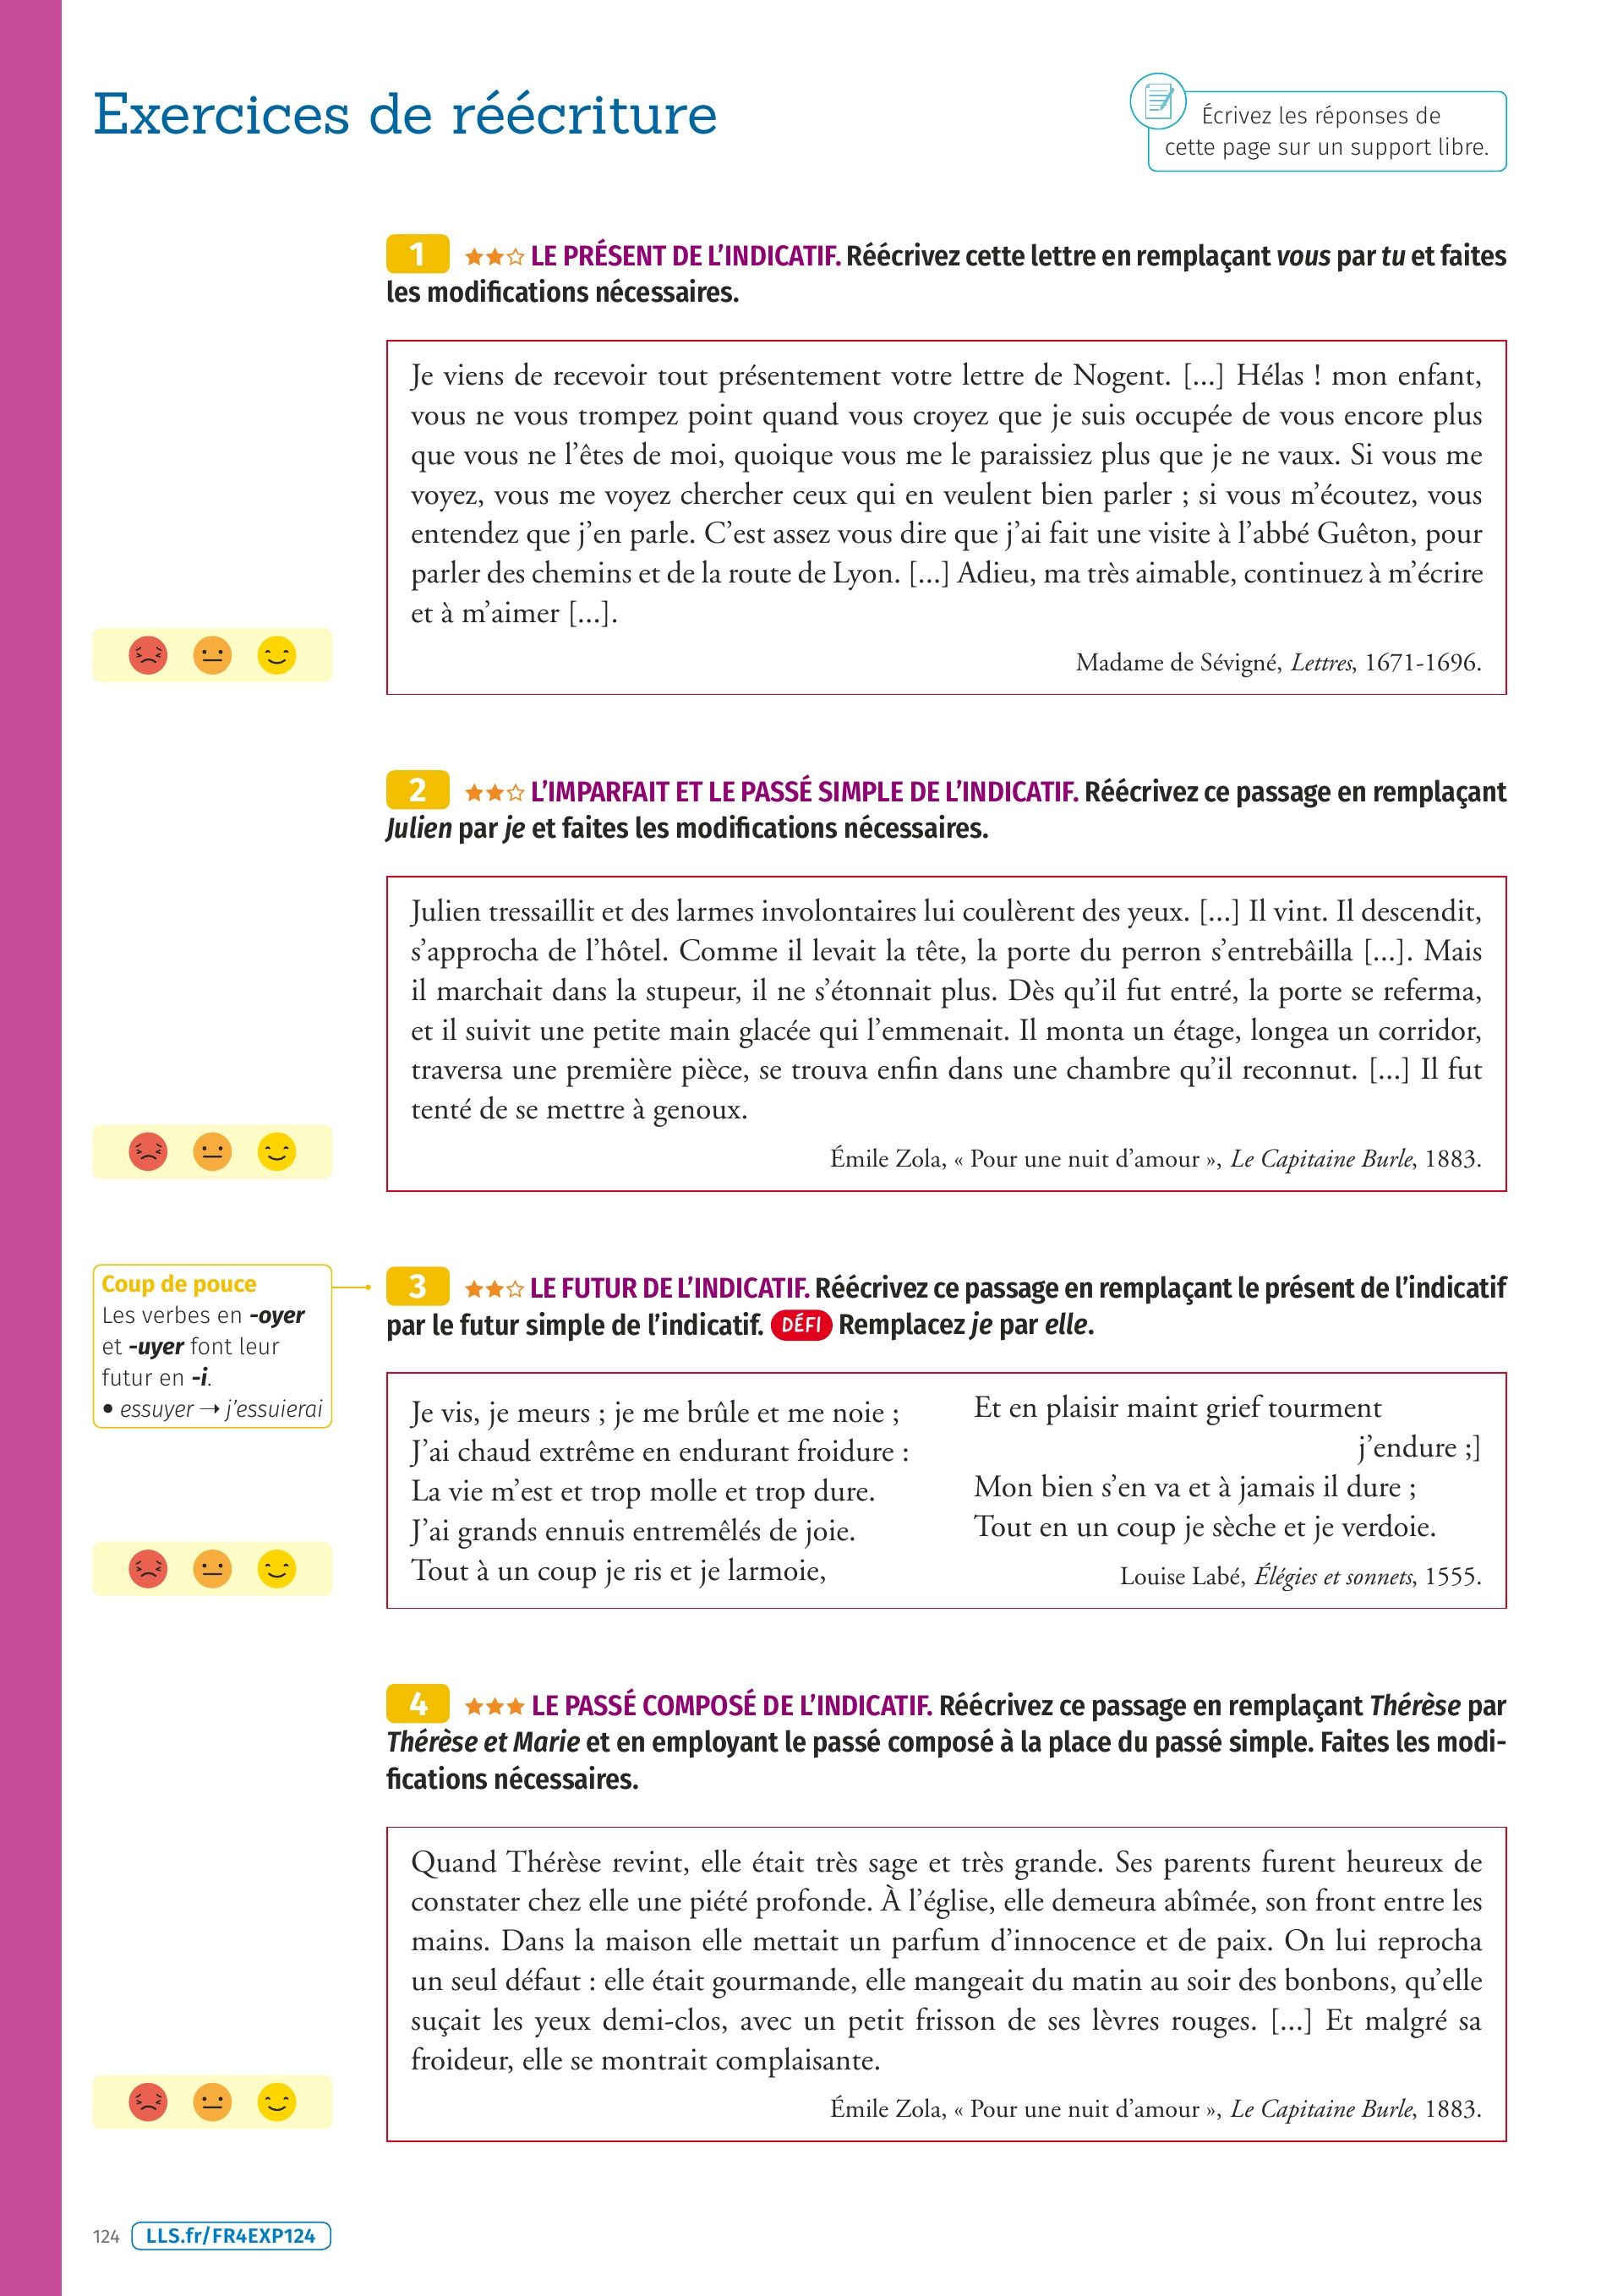 Exercices de réécriture
Écrivez les réponses de
cette page sur un support libre.
1 ★★☆ LE PRÉSENT DE L’INDICATIF. Réécrivez cette lettre en remplaçant vous par tu et faites
les modifications nécessaires.
Je viens de recevoir tout présentement votre lettre de Nogent. [...] Hélas ! mon enfant,
vous ne vous trompez point quand vous croyez que je suis occupée de vous encore plus
que vous ne l’êtes de moi, quoique vous me le paraissiez plus que je ne vaux. Si vous me
voyez, vous me voyez chercher ceux qui en veulent bien parler ; si vous m’écoutez, vous
entendez que j’en parle. C’est assez vous dire que j’ai fait une visite à l’abbé Guêton, pour
parler des chemins et de la route de Lyon. [...] Adieu, ma très aimable, continuez à m’écrire
et à m’aimer [...].
Madame de Sévigné, Lettres, 1671-1696.
2 ★★☆ L’IMPARFAIT ET LE PASSÉ SIMPLE DE L’INDICATIF. Réécrivez ce passage en remplaçant
Julien par je et faites les modifications nécessaires.
Julien tressaillit et des larmes involontaires lui coulèrent des yeux. [...] Il vint. Il descendit,
s’approcha de l’hôtel. Comme il levait la tête, la porte du perron s’entrebâilla [...]. Mais
il marchait dans la stupeur, il ne s’étonnait plus. Dès qu’il fut entré, la porte se referma,
et il suivit une petite main glacée qui l’emmenait. Il monta un étage, longea un corridor,
traversa une première pièce, se trouva enfin dans une chambre qu’il reconnut. [...] Il fut
tenté de se mettre à genoux.
Émile Zola, « Pour une nuit d’amour », Le Capitaine Burle, 1883.
Coup de pouce
Les verbes en -oyer
et -uyer font leur
futur en -i.
• essuyer → j’essuierai
3 ★★☆ LE FUTUR DE L’INDICATIF. Réécrivez ce passage en remplaçant le présent de l’indicatif
par le futur simple de l’indicatif. DÉFI Remplacez je par elle.
Je vis, je meurs ; je me brûle et me noie ;
J’ai chaud extrême en endurant froidure :
La vie m’est et trop molle et trop dure.
J’ai grands ennuis entremêlés de joie.
Tout à un coup je ris et je larmoie,
Et en plaisir maint grief tourment
j’endure ;]
Mon bien s’en va et à jamais il dure ;
Tout en un coup je sèche et je verdoie.
Louise Labé, Élégies et sonnets, 1555.
4 ★★★ LE PASSÉ COMPOSÉ DE L’INDICATIF. Réécrivez ce passage en remplaçant Thérèse par
Thérèse et Marie et en employant le passé composé à la place du passé simple. Faites les modi-
fications nécessaires.
Quand Thérèse revint, elle était très sage et très grande. Ses parents furent heureux de
constater chez elle une piété profonde. À l’église, elle demeura abîmée, son front entre les
mains. Dans la maison elle mettait un parfum d’innocence et de paix. On lui reprocha
un seul défaut : elle était gourmande, elle mangeait du matin au soir des bonbons, qu’elle
suçait les yeux demi-clos, avec un petit frisson de ses lèvres rouges. [...] Et malgré sa
froideur, elle se montrait complaisante.
Émile Zola, « Pour une nuit d’amour », Le Capitaine Burle, 1883.
124 LLS.fr/FR4EXP124